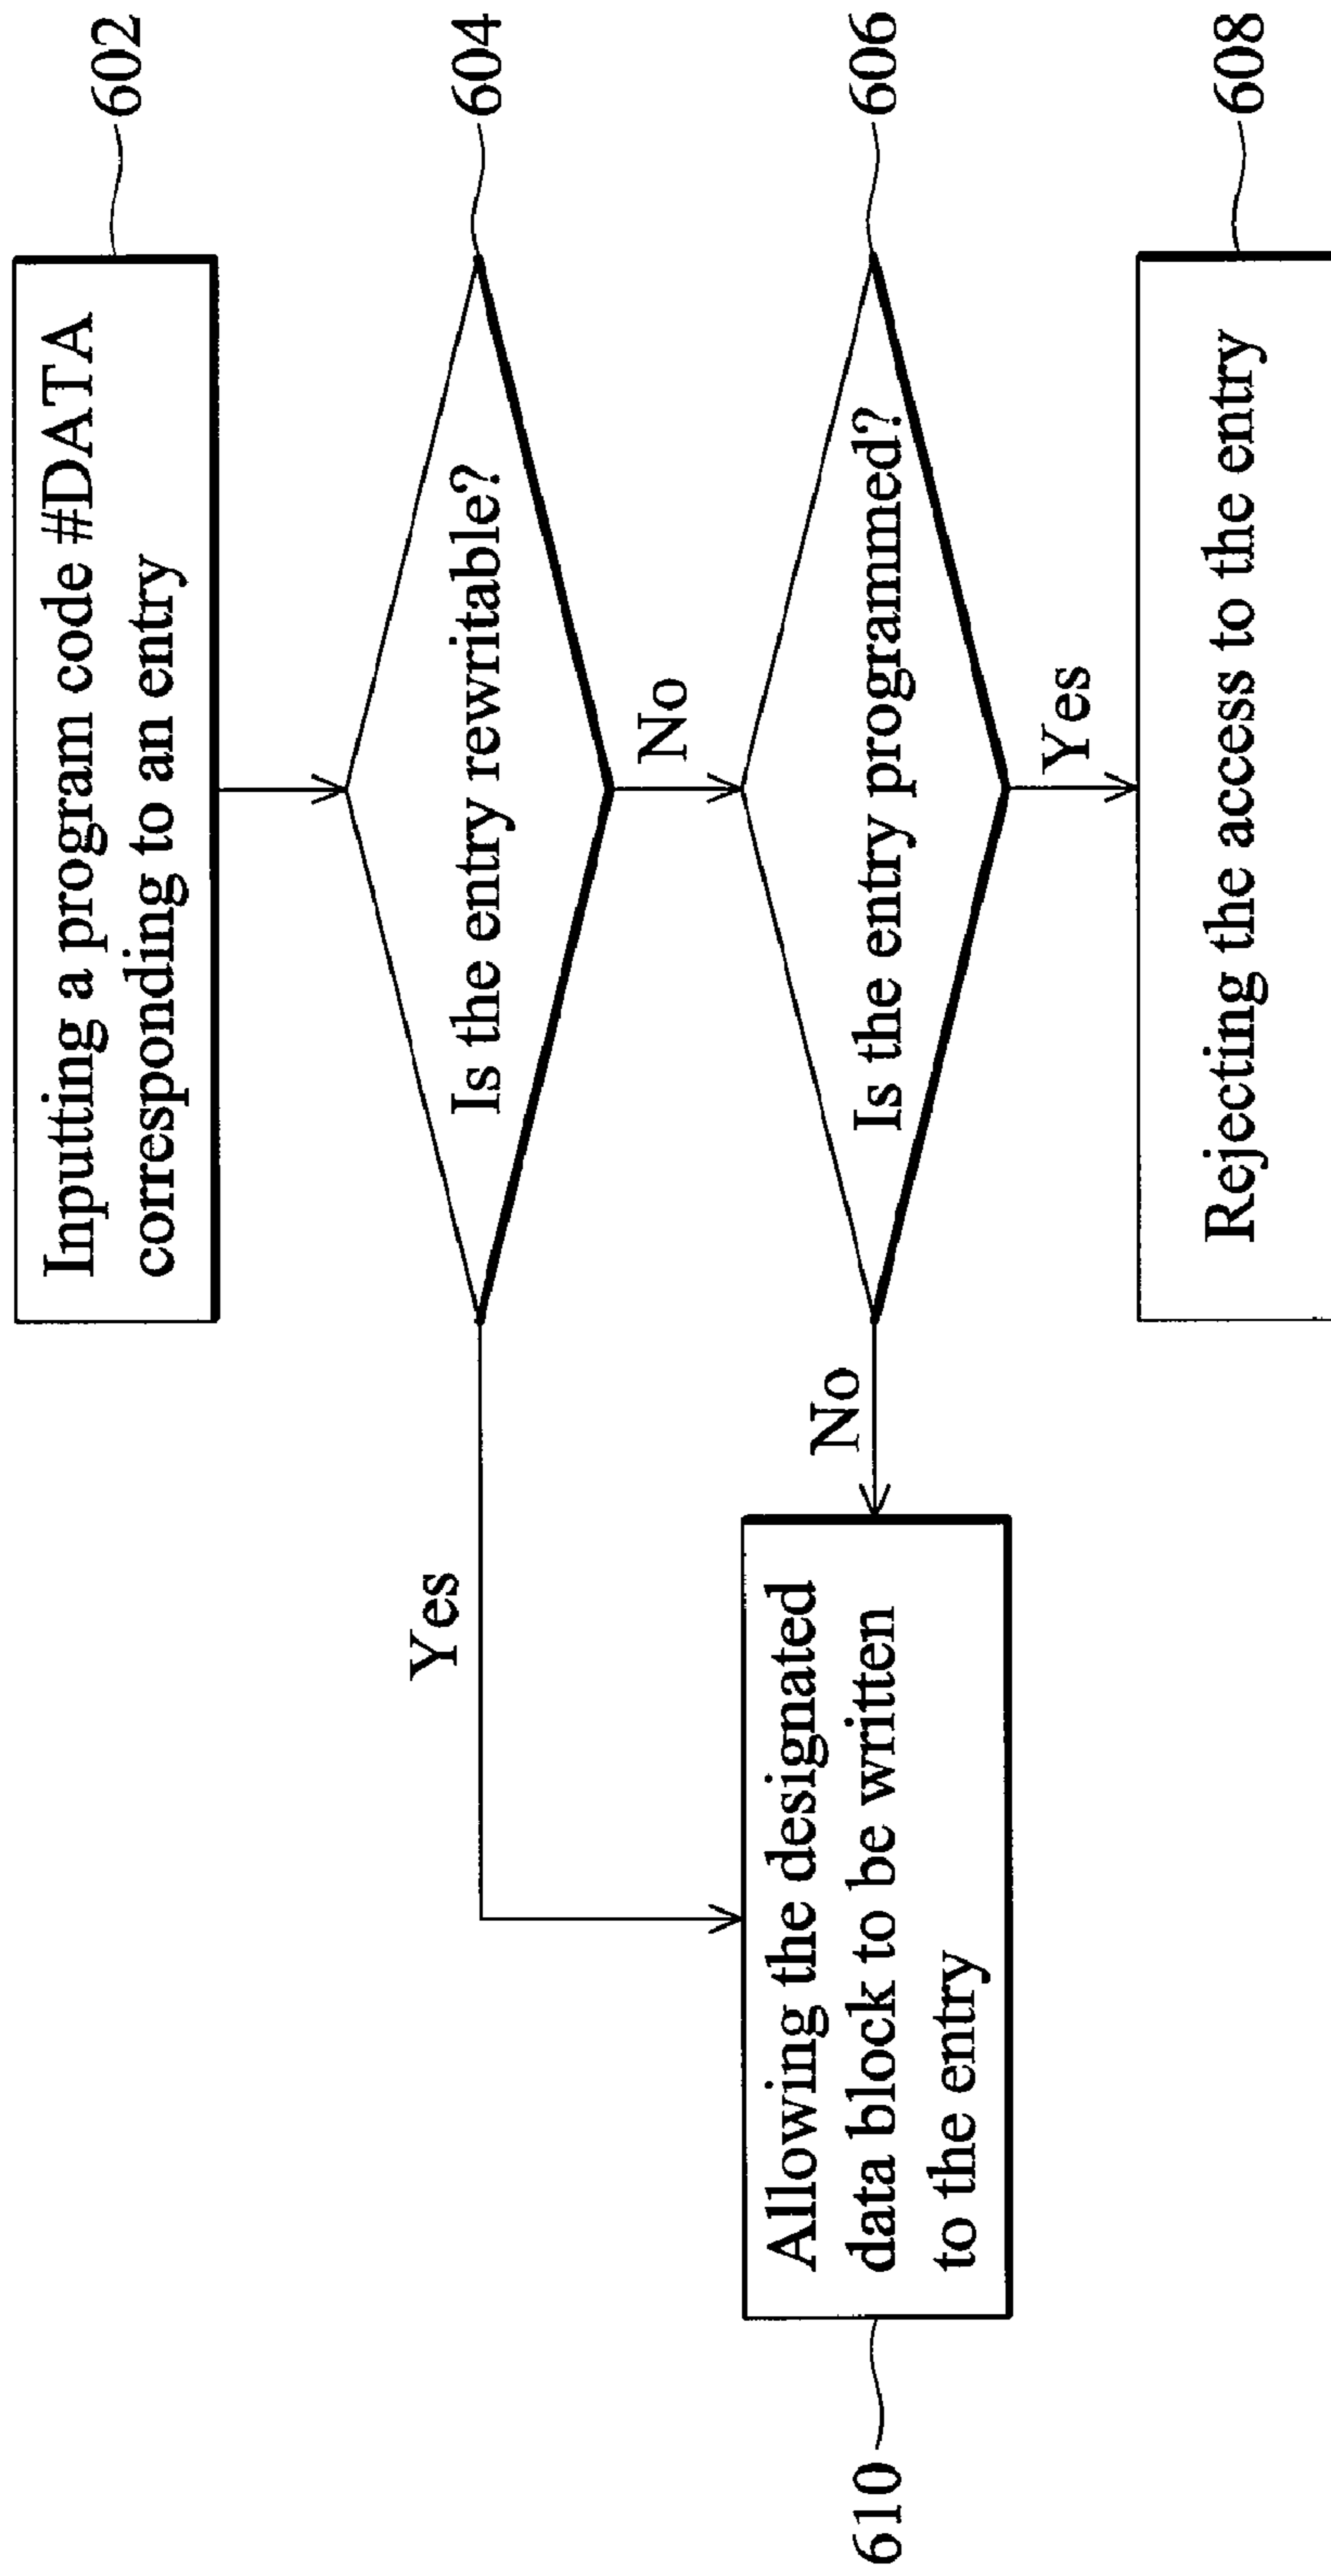 Inputting a program code #DATA
corresponding to an entry
602
Is the entry rewritable?
604
Yes
No
Is the entry programmed?
606
No
Yes
Allowing the designated
data block to be written
to the entry
610
Rejecting the access to the entry
608